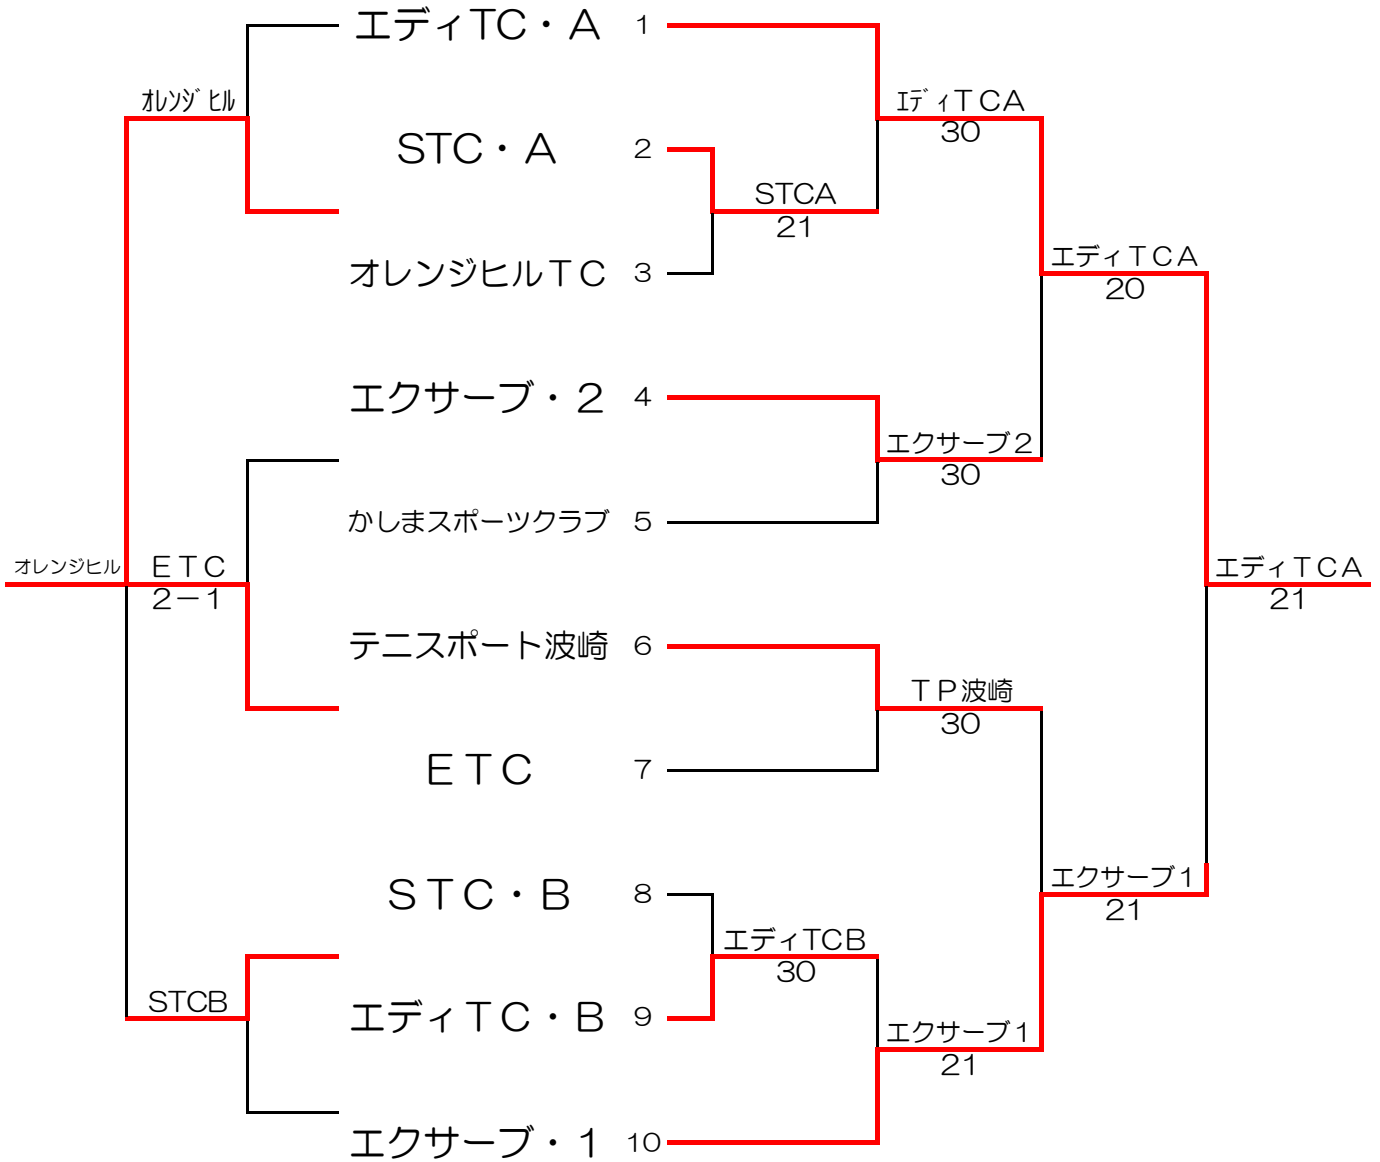 エディTC・A 1
ｵﾚﾝｼﾞﾋﾙ
ｴﾃﾞｨＴＣＡ
30
STC・A 2
STCA
21
エディＴＣＡ
20
オレンジヒルＴＣ 3
エクサーブ・２ 4
エクサーブ２
30
かしまスポーツクラブ 5
オレンジヒル
ＥＴＣ
２－１
エディＴＣＡ
21
テニスポート波崎 6
ＴＰ波崎
30
ＥＴＣ 7
ＳＴＣ・Ｂ 8
エクサーブ１
21
エディTCB
30
STCB
エディＴＣ・Ｂ 9
エクサーブ１
21
エクサーブ・１ 10